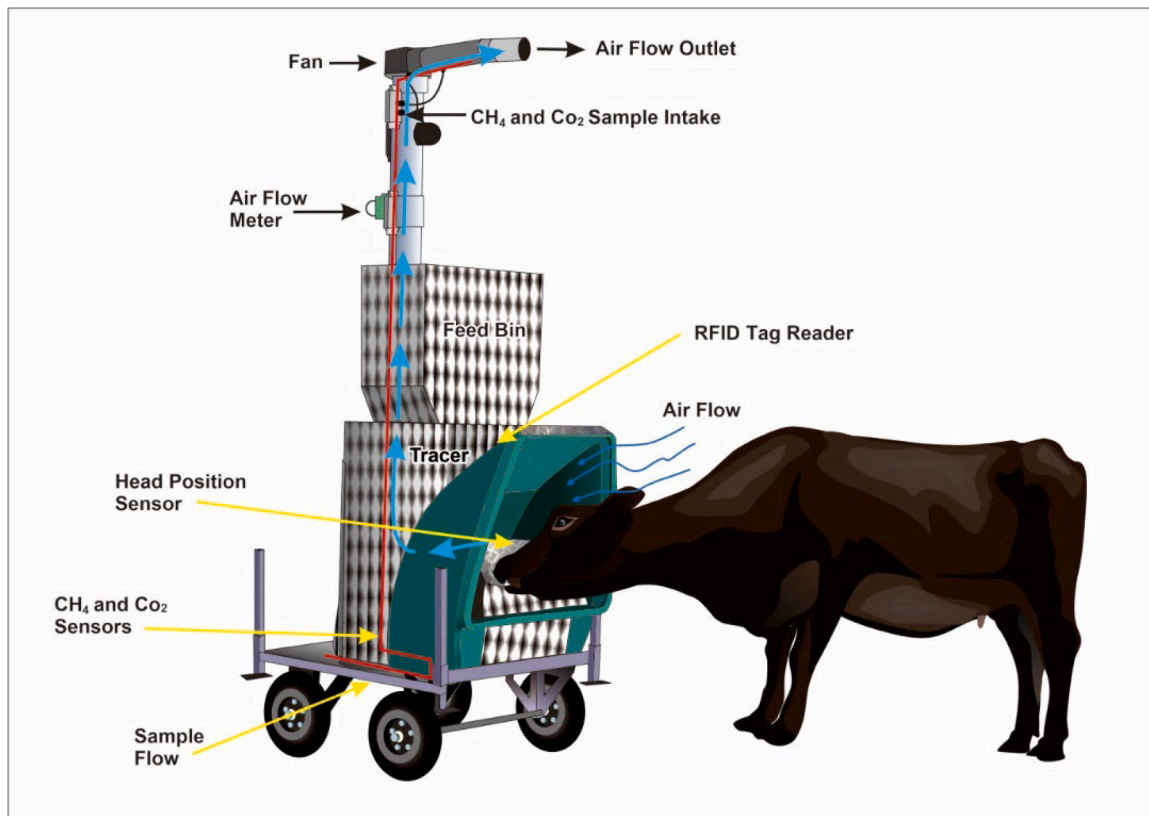 Fan
Air Flow Outlet
CH₄ and Co₂ Sample Intake
Air Flow
Meter
Feed Bin
RFID Tag Reader
Air Flow
Tracer
Head Position
Sensor
CH₄ and Co₂
Sensors
Sample
Flow